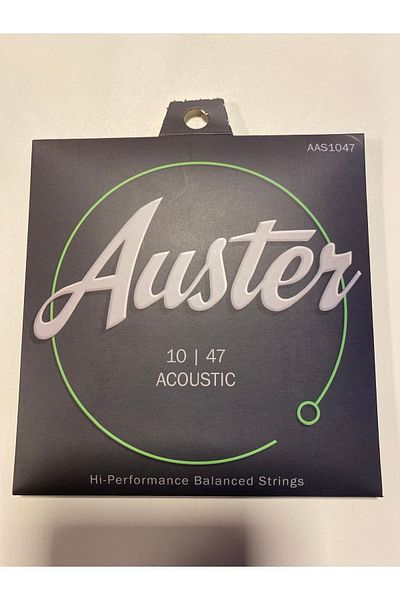 AAS1047
Auster
10 | 47
ACOUSTIC
Hi-Performance Balanced Strings